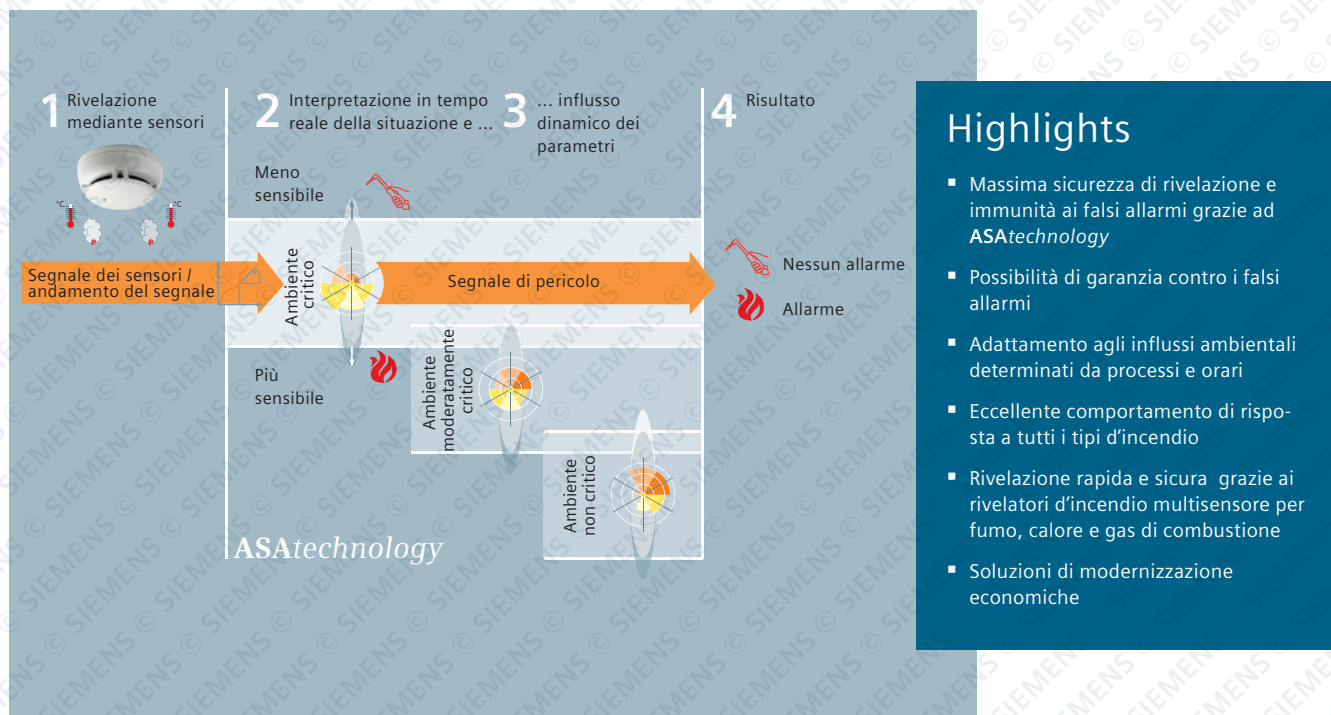 1 Rivelazione
mediante sensori
2 Interpretazione in tempo
reale della situazione e ...
3 ... influsso
dinamico dei
parametri
4 Risultato
°C
°C
Meno
sensibile
Segnale dei sensori /
andamento del segnale
Ambiente
critico
Segnale di pericolo
Nessun allarme
Allarme
Più
sensibile
Ambiente
moderatamente
critico
Ambiente
non critico
ASAtechnology
Highlights
▪ Massima sicurezza di rivelazione e
immunità ai falsi allarmi grazie ad
ASAtechnology
▪ Possibilità di garanzia contro i falsi
allarmi
▪ Adattamento agli influssi ambientali
determinati da processi e orari
▪ Eccellente comportamento di rispo-
sta a tutti i tipi d'incendio
▪ Rivelazione rapida e sicura grazie ai
rivelatori d'incendio multisensore per
fumo, calore e gas di combustione
▪ Soluzioni di modernizzazione
economiche
© SIEMENS